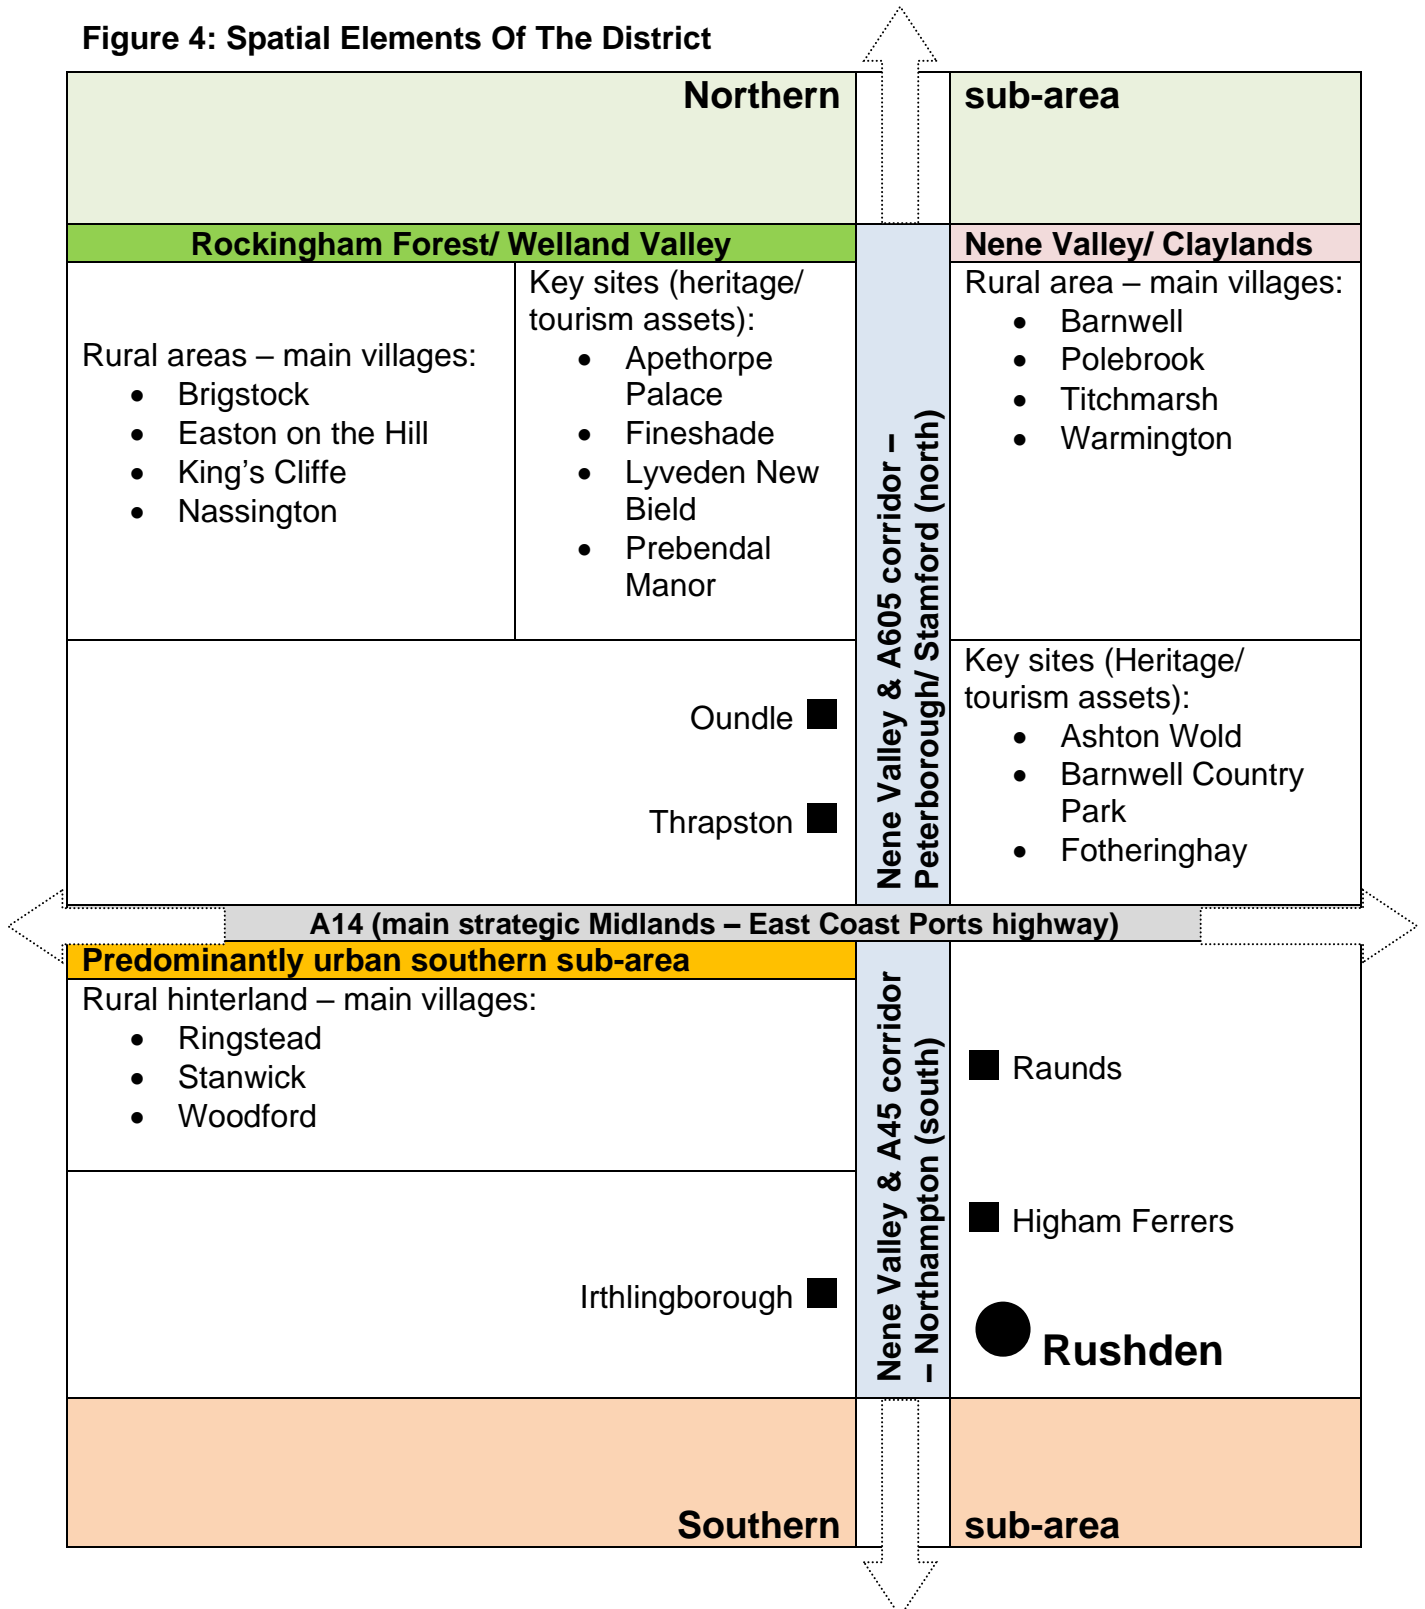 Figure 4: Spatial Elements Of The District
Northern
sub-area
Rockingham Forest/ Welland Valley
Rural areas – main villages:
• Brigstock
• Easton on the Hill
• King’s Cliffe
• Nassington
Key sites (heritage/
tourism assets):
• Apethorpe
Palace
• Fineshade
• Lyveden New
Bield
• Prebendal
Manor
Nene Valley & A605 corridor –
Peterborough/ Stamford (north)
Nene Valley/ Claylands
Rural area – main villages:
• Barnwell
• Polebrook
• Titchmarsh
• Warmington
Oundle
Thrapston
Key sites (Heritage/
tourism assets):
• Ashton Wold
• Barnwell Country
Park
• Fotheringhay
A14 (main strategic Midlands – East Coast Ports highway)
Predominantly urban southern sub-area
Rural hinterland – main villages:
• Ringstead
• Stanwick
• Woodford
Irthlingborough
Nene Valley & A45 corridor
– Northampton (south)
Raunds
Higham Ferrers
Rushden
Southern
sub-area